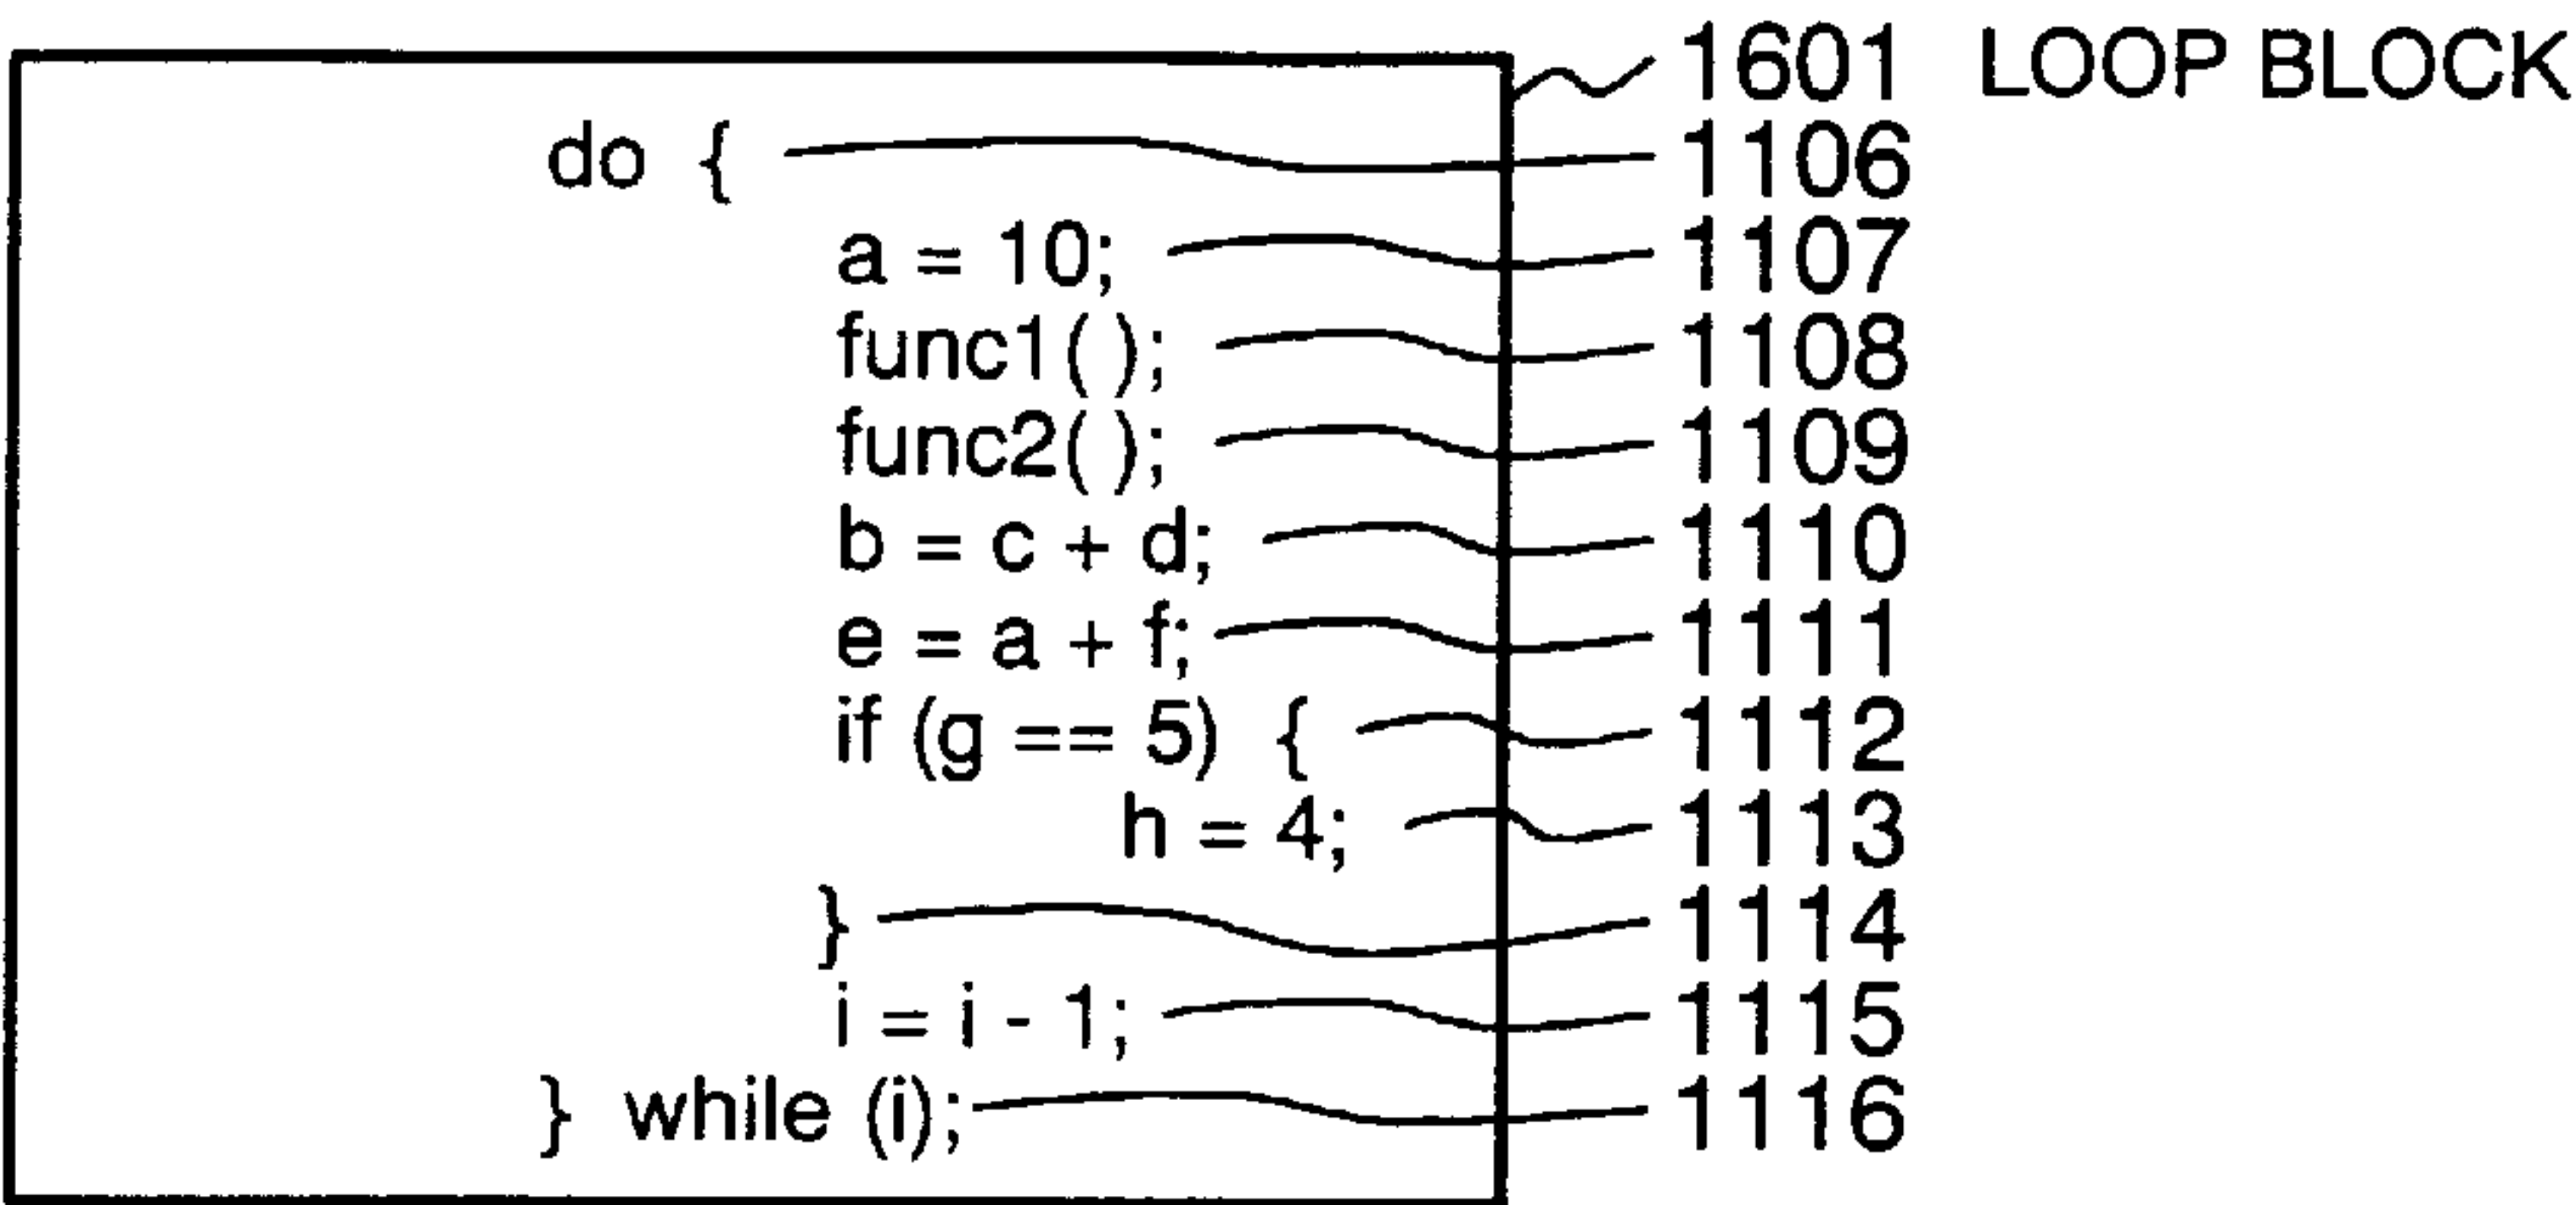 1601 LOOP BLOCK
do { 1106
a = 10; 1107
func1( ); 1108
func2( ); 1109
b = c + d; 1110
e = a + f; 1111
if (g == 5) { 1112
h = 4; 1113
} 1114
i = i - 1; 1115
} while (i); 1116